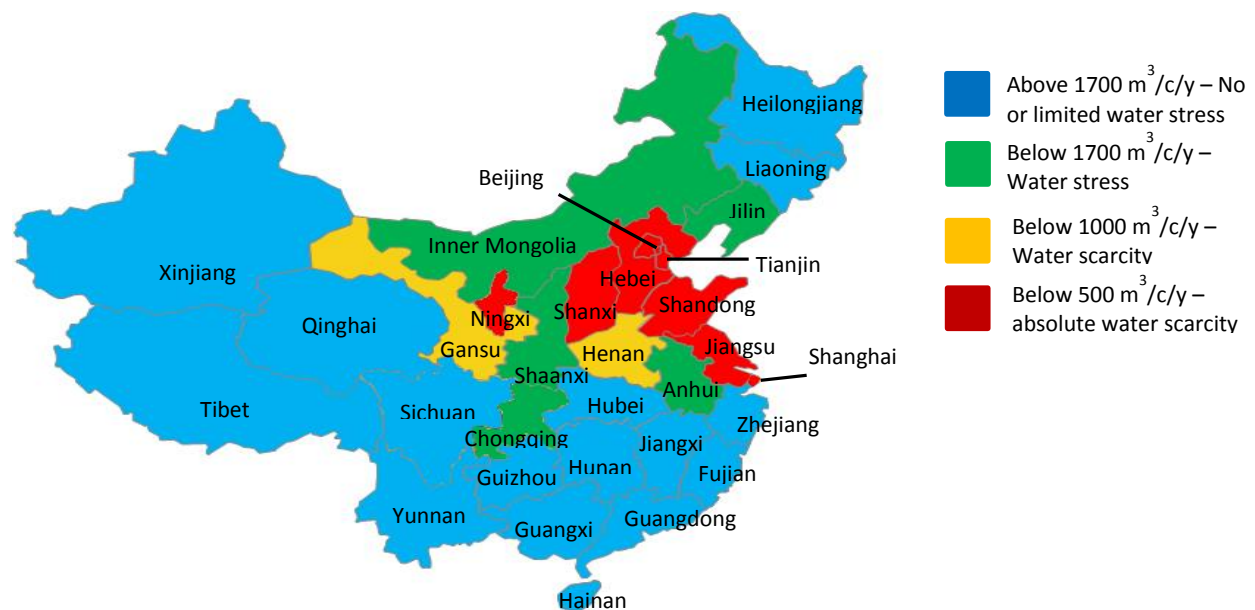 Heilongjiang
Liaoning
Beijing
Jilin
Inner Mongolia
Tianjin
Xinjiang
Hebei
Shandong
Shanxi
Ningxi
Qinghai
Gansu
Henan
Jiangsu
Shanghai
Shaanxi
Anhui
Tibet
Sichuan
Hubei
Zhejiang
Chongqing
Jiangxi
Hunan
Fujian
Guizhou
Yunnan
Guangdong
Guangxi
Hainan
Above 1700 m³/c/y – No
or limited water stress
Below 1700 m³/c/y –
Water stress
Below 1000 m³/c/y –
Water scarcity
Below 500 m³/c/y –
absolute water scarcity